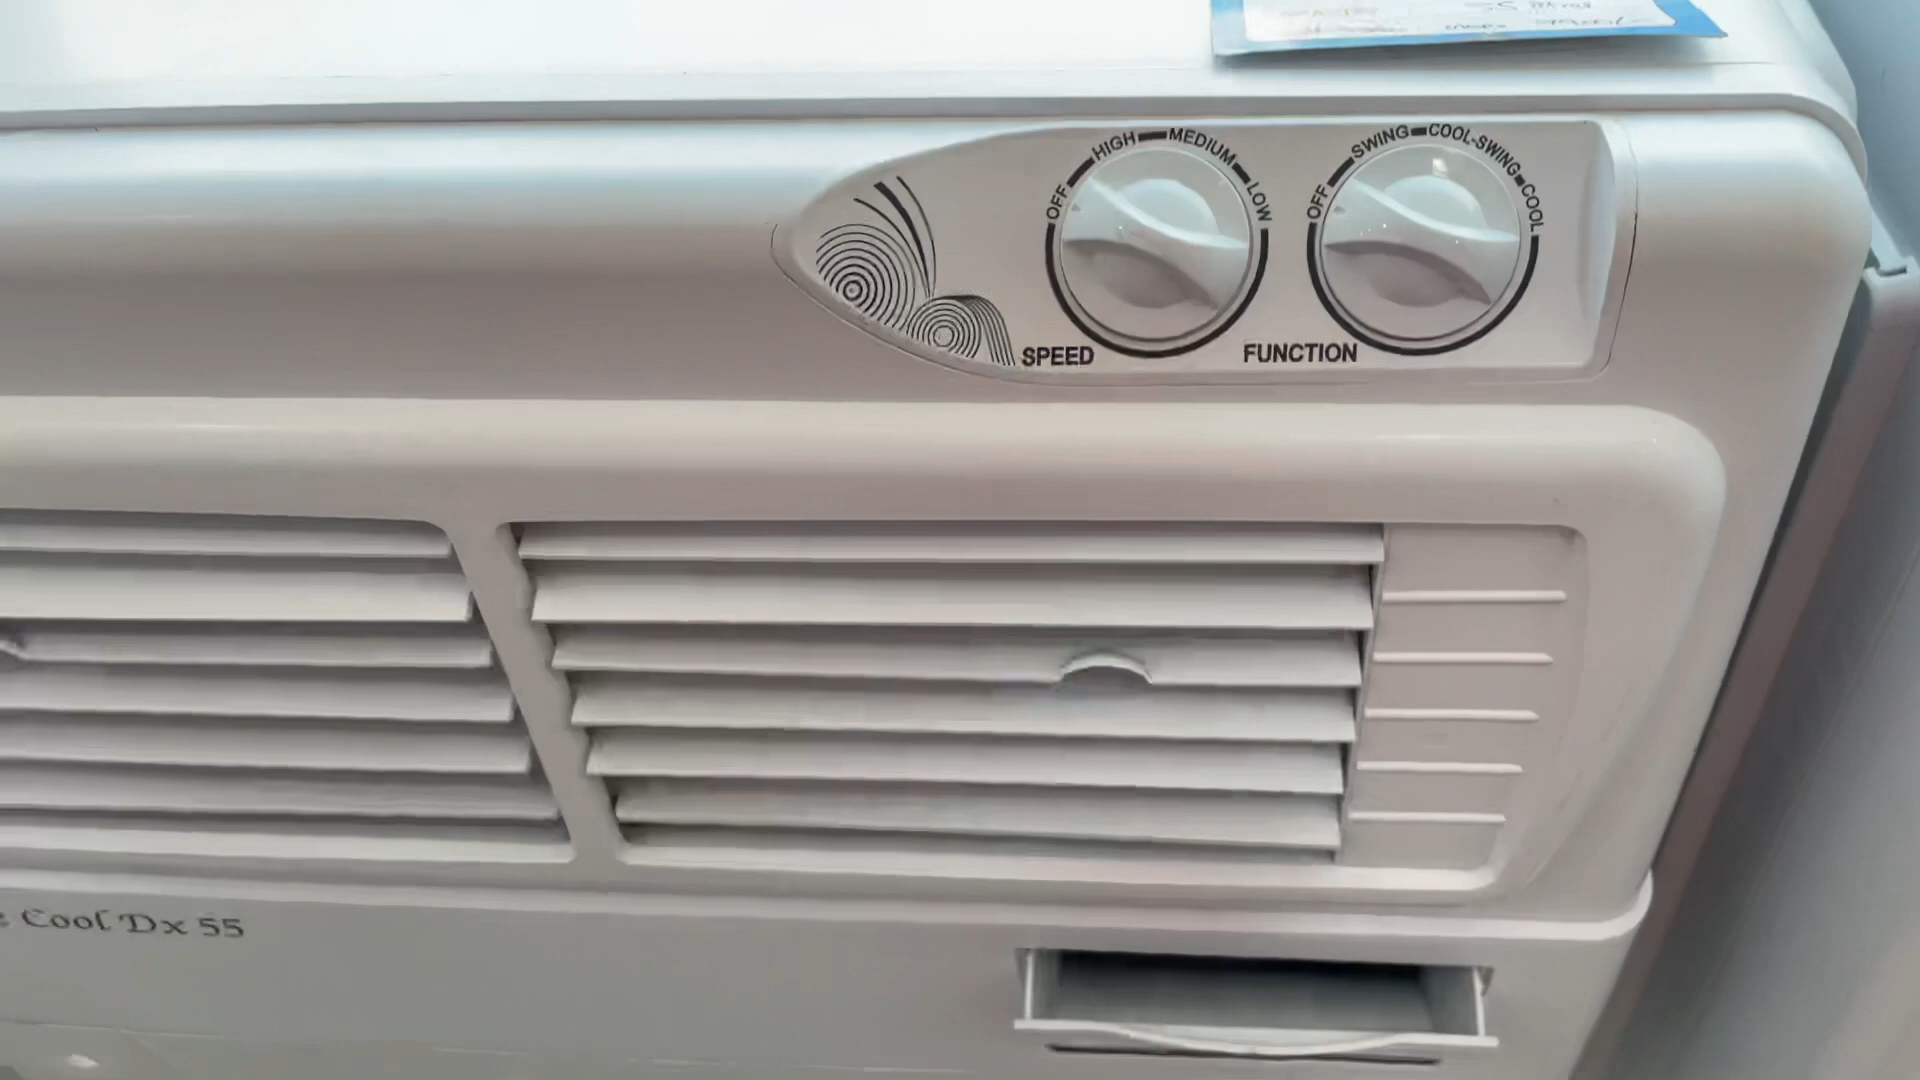 OFF HIGH MEDIUM LOW
SPEED
OFF SWING COOL-SWING COOL
FUNCTION
Cool Dx 55